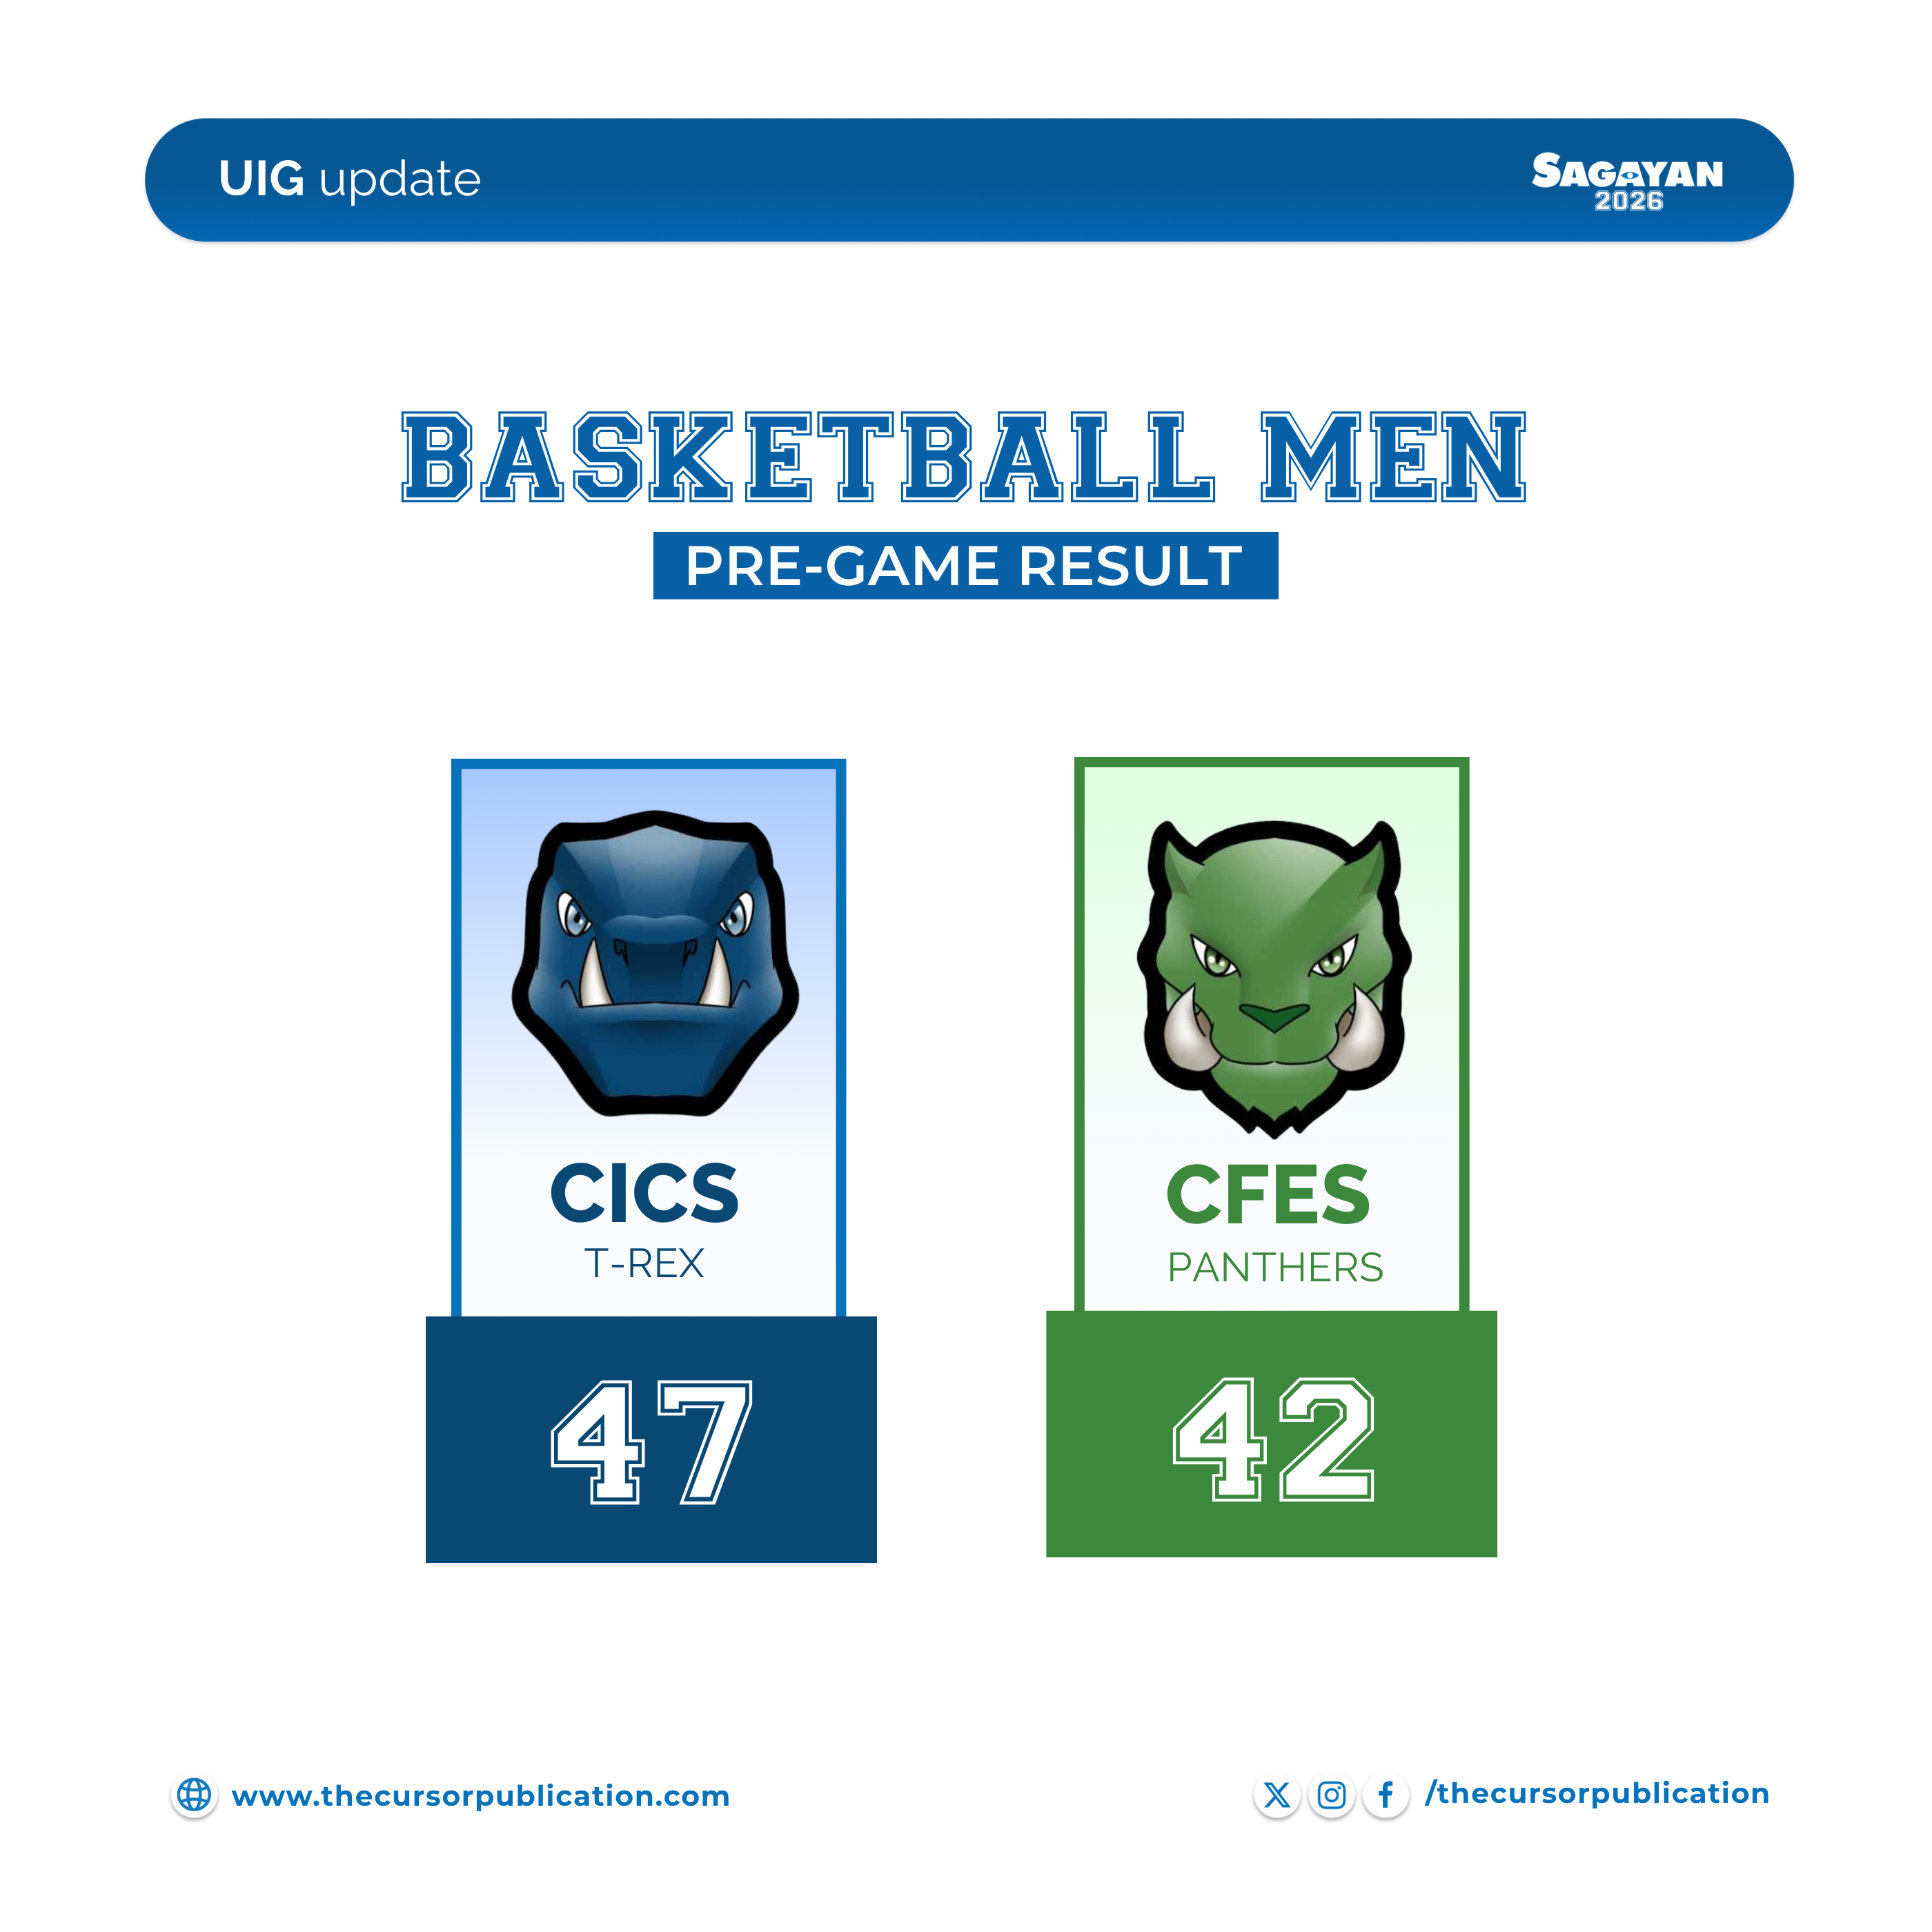 UIG update
SAGAYAN
2026
BASKETBALL MEN
PRE-GAME RESULT
CICS
T-REX
47
CFES
PANTHERS
42
www.thecursorpublication.com
/thecursorpublication